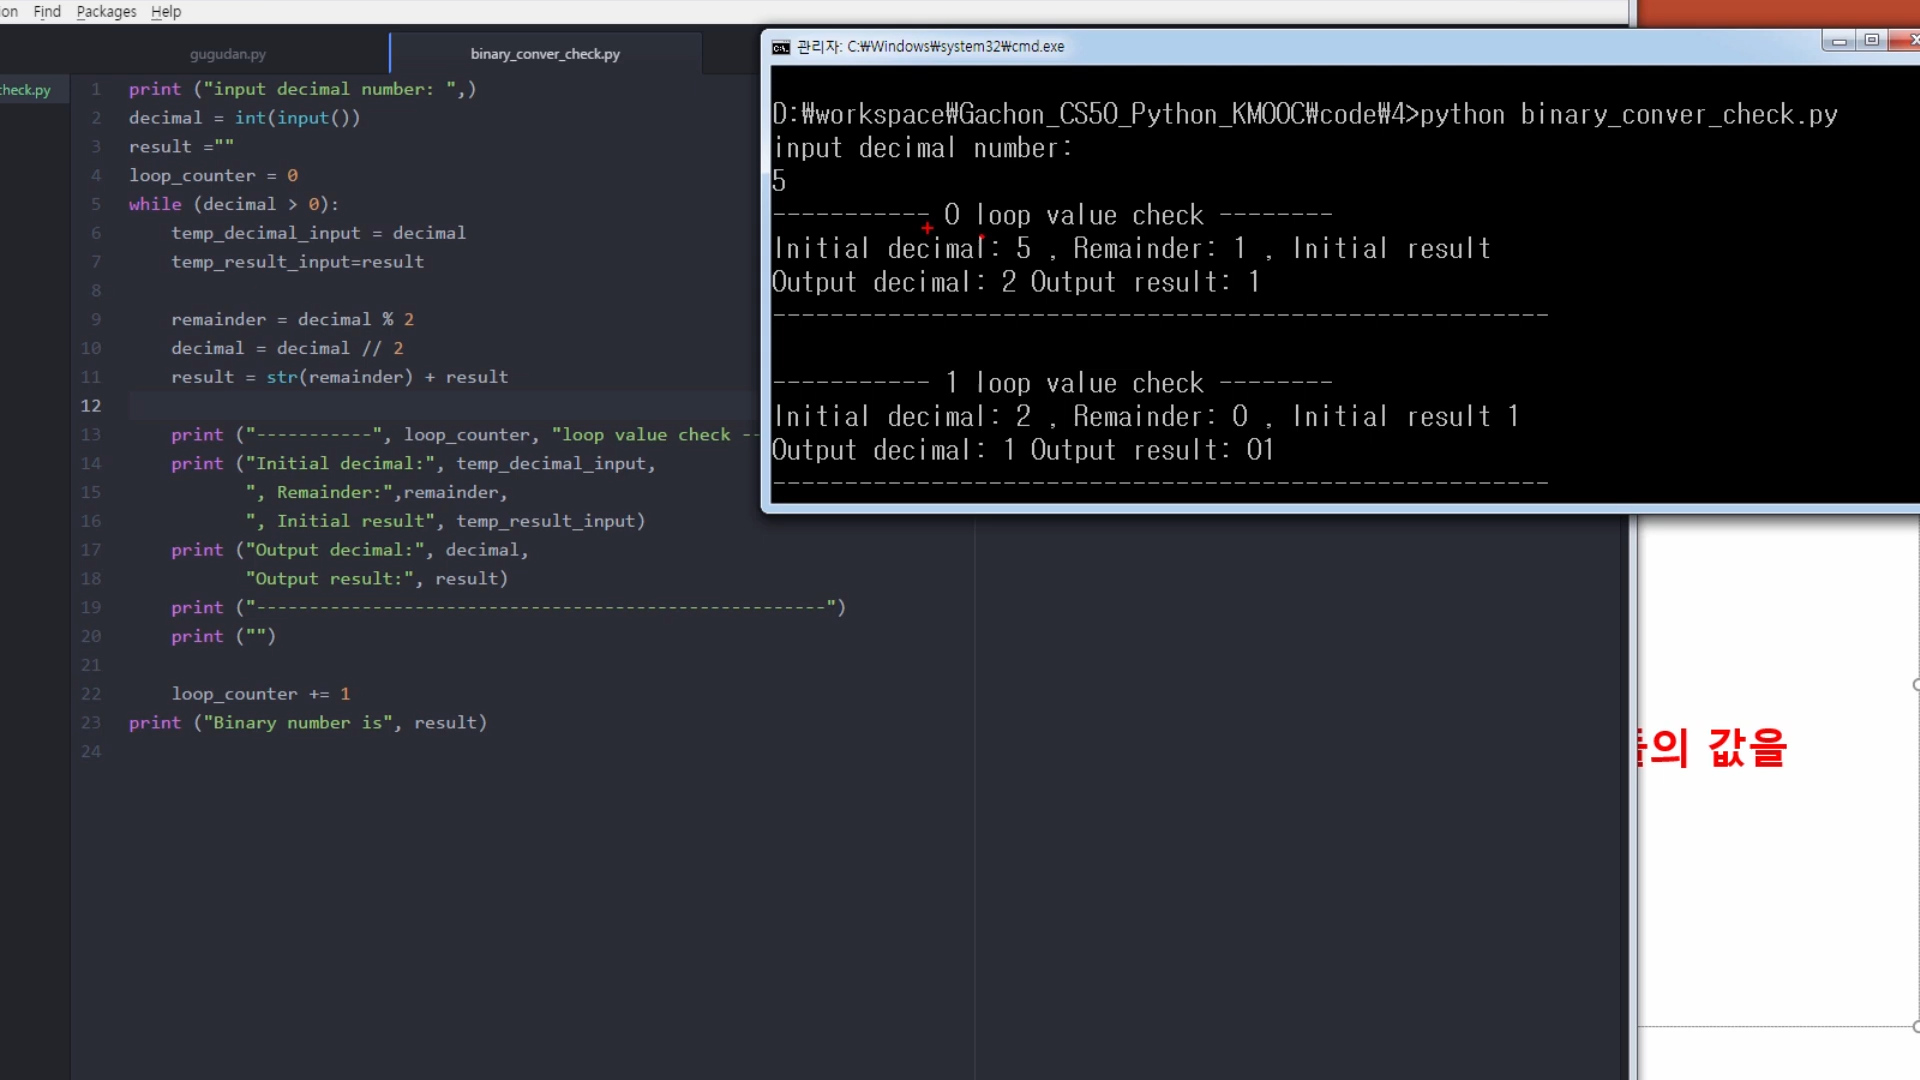 ion Find Packages Help
gugudan.py binary_conver_check.py
check.py
1 print ("input decimal number: ",)
2 decimal = int(input())
3 result =""
4 loop_counter = 0
5 while (decimal > 0):
6 temp_decimal_input = decimal
7 temp_result_input=result
8
9 remainder = decimal % 2
10 decimal = decimal // 2
11 result = str(remainder) + result
12
13 print ("-----------", loop_counter, "loop value check --
14 print ("Initial decimal:", temp_decimal_input,
15 ", Remainder:",remainder,
16 ", Initial result", temp_result_input)
17 print ("Output decimal:", decimal,
18 "Output result:", result)
19 print ("------------------------------------------------------")
20 print ("")
21
22 loop_counter += 1
23 print ("Binary number is", result)
24
관리자: C:\Windows\system32\cmd.exe
D:\workspace\Gachon_CS50_Python_KMOOC\code\4>python binary_conver_check.py
input decimal number:
5
----------- 0 loop value check --------
Initial decimal: 5 , Remainder: 1 , Initial result
Output decimal: 2 Output result: 1
------------------------------------------------------
----------- 1 loop value check --------
Initial decimal: 2 , Remainder: 0 , Initial result 1
Output decimal: 1 Output result: 01
------------------------------------------------------
의 값을